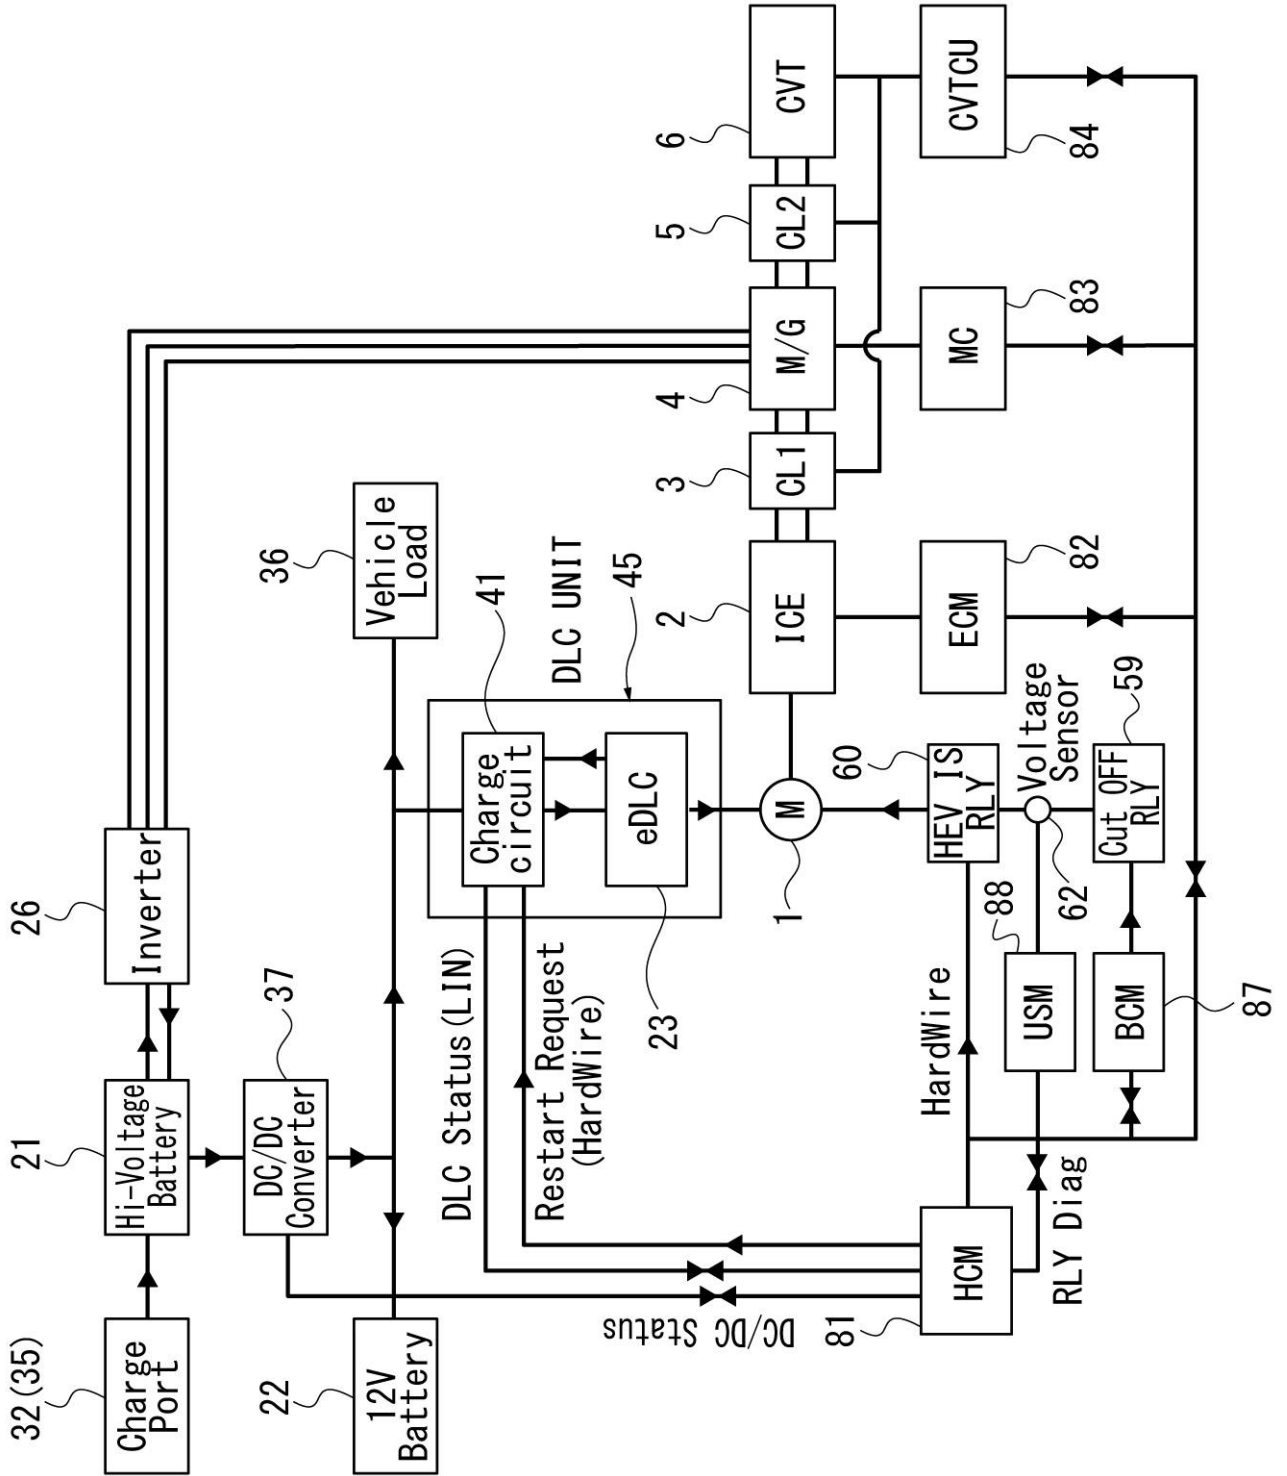 32(35)
Charge
Port
21
Hi-Voltage
Battery
26
Inverter
37
DC/DC
Converter
22
12V
Battery
36
Vehicle
Load
DLC Status(LIN)
Restart Request
(HardWire)
41
Charge
circuit
eDLC
23
DLC UNIT
45
DC/DC Status
2
ICE
3
CL1
4
M/G
5
CL2
6
CVT
M
1
81
HCM
HardWire
RLY Diag
60
HEV IS
RLY
88
USM
62
Voltage
Sensor
59
Cut OFF
RLY
BCM
87
ECM
82
MC
83
CVTCU
84